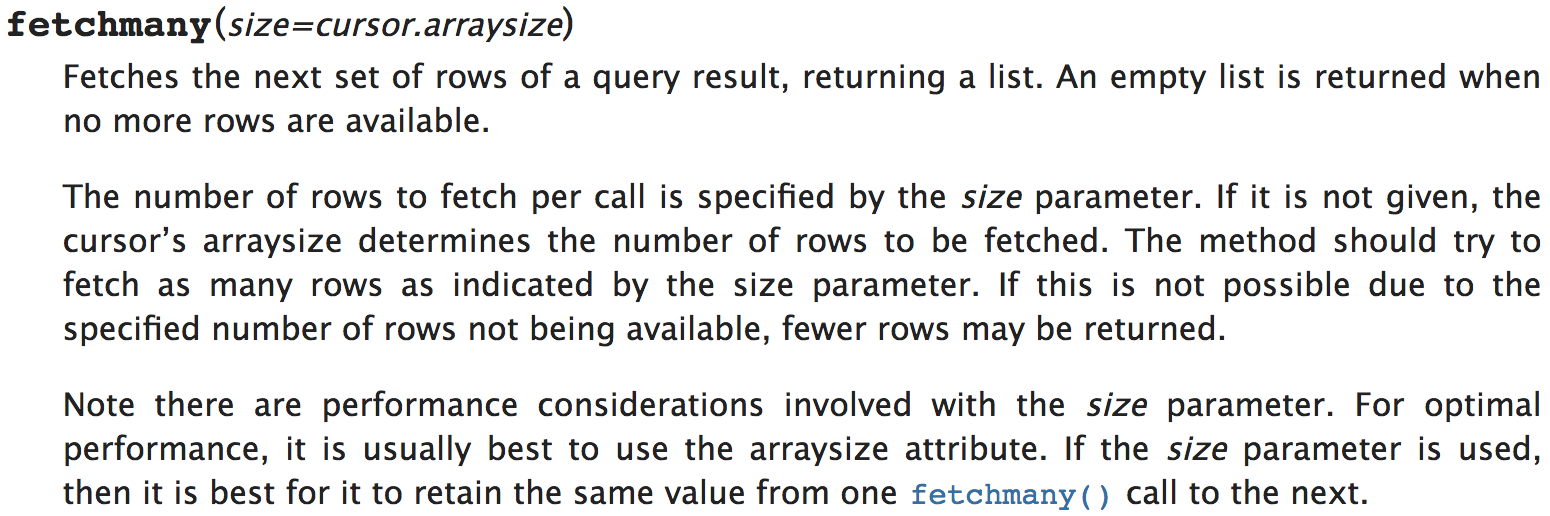 fetchmany(size=cursor.arraysize)
Fetches the next set of rows of a query result, returning a list. An empty list is returned when
no more rows are available.
The number of rows to fetch per call is specified by the size parameter. If it is not given, the
cursor’s arraysize determines the number of rows to be fetched. The method should try to
fetch as many rows as indicated by the size parameter. If this is not possible due to the
specified number of rows not being available, fewer rows may be returned.
Note there are performance considerations involved with the size parameter. For optimal
performance, it is usually best to use the arraysize attribute. If the size parameter is used,
then it is best for it to retain the same value from one fetchmany() call to the next.